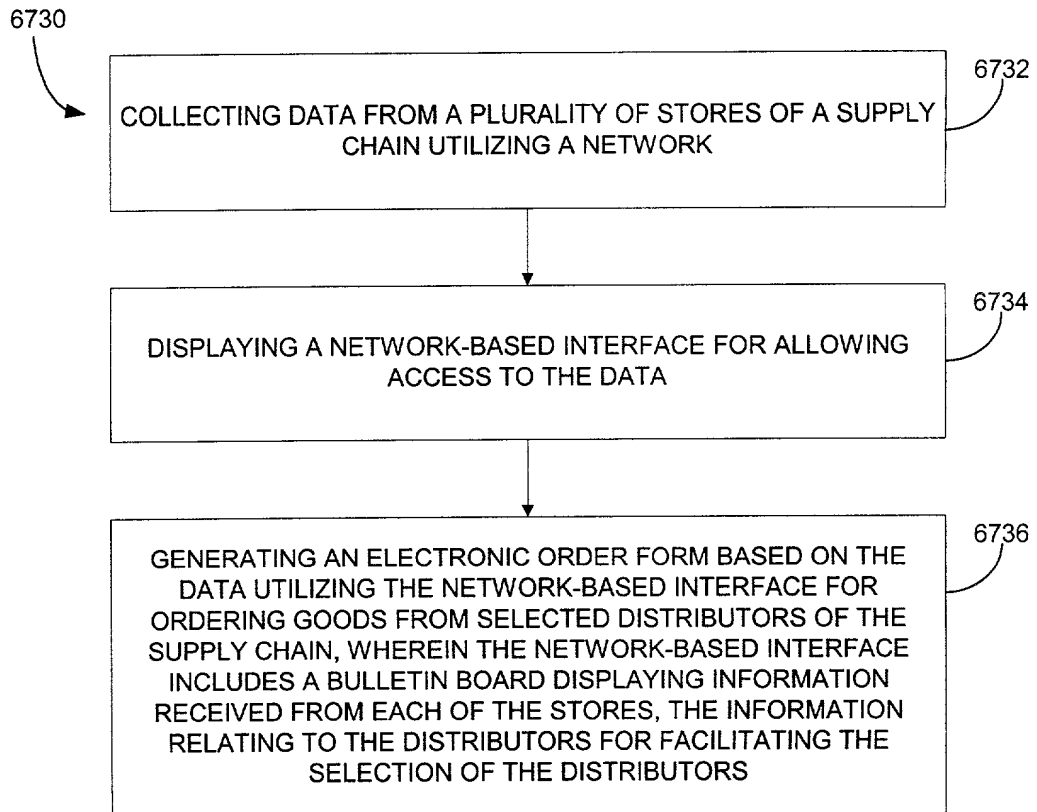 6730
6732
COLLECTING DATA FROM A PLURALITY OF STORES OF A SUPPLY
CHAIN UTILIZING A NETWORK
6734
DISPLAYING A NETWORK-BASED INTERFACE FOR ALLOWING
ACCESS TO THE DATA
6736
GENERATING AN ELECTRONIC ORDER FORM BASED ON THE
DATA UTILIZING THE NETWORK-BASED INTERFACE FOR
ORDERING GOODS FROM SELECTED DISTRIBUTORS OF THE
SUPPLY CHAIN, WHEREIN THE NETWORK-BASED INTERFACE
INCLUDES A BULLETIN BOARD DISPLAYING INFORMATION
RECEIVED FROM EACH OF THE STORES, THE INFORMATION
RELATING TO THE DISTRIBUTORS FOR FACILITATING THE
SELECTION OF THE DISTRIBUTORS